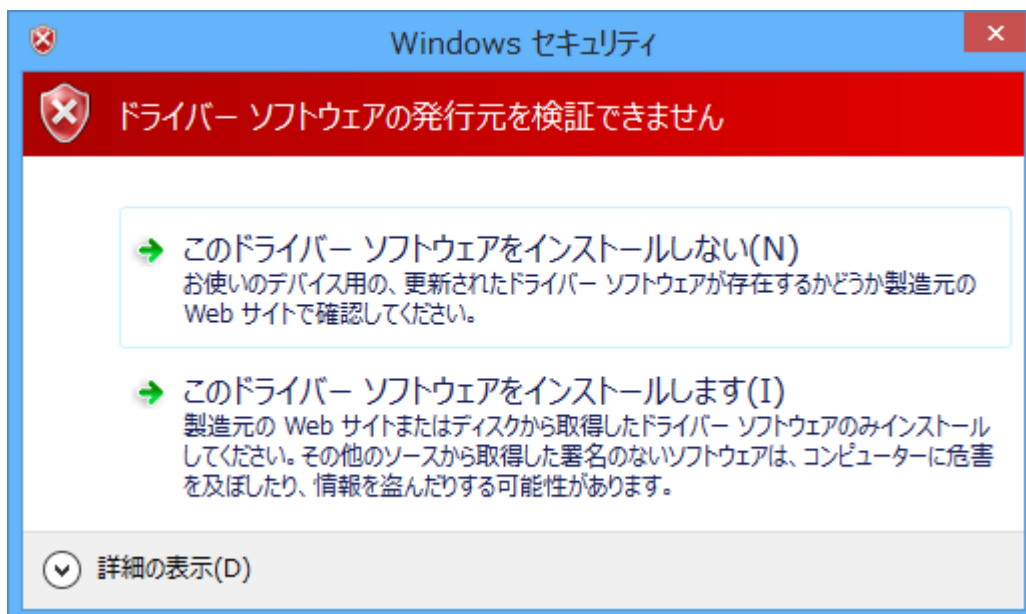 Windows セキュリティ
ドライバー ソフトウェアの発行元を検証できません
このドライバー ソフトウェアをインストールしない(N)
お使いのデバイス用の、更新されたドライバー ソフトウェアが存在するかどうか製造元の
Web サイトで確認してください。
このドライバー ソフトウェアをインストールします(I)
製造元の Web サイトまたはディスクから取得したドライバー ソフトウェアのみインストール
してください。その他のソースから取得した署名のないソフトウェアは、コンピューターに危害
を及ぼしたり、情報を盗んだりする可能性があります。
詳細の表示(D)